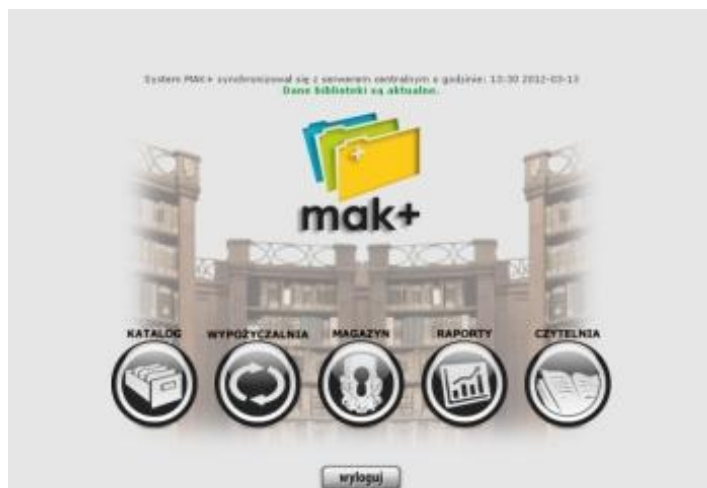 System MAK+ synchronizował się z serwerem centralnym o godzinie: 13:30 2012-03-13
Dane biblioteki są aktualne.
mak+
KATALOG WYPOŻYCZALNIA MAGAZYN RAPORTY CZYTELNIA
wyloguj